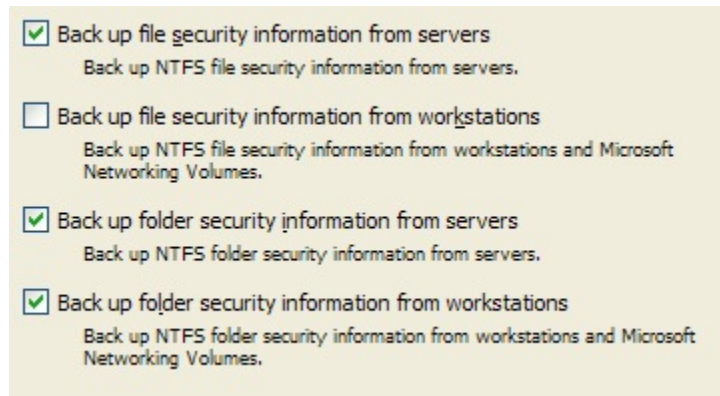 Back up file security information from servers
Back up NTFS file security information from servers.
Back up file security information from workstations
Back up NTFS file security information from workstations and Microsoft
Networking Volumes.
Back up folder security information from servers
Back up NTFS folder security information from servers.
Back up folder security information from workstations
Back up NTFS folder security information from workstations and Microsoft
Networking Volumes.